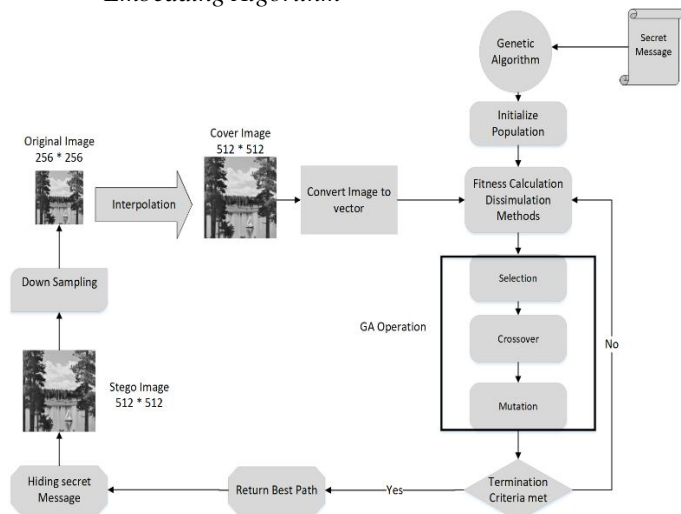 Embedding Algorithm
Genetic
Algorithm
Secret
Message
Initialize
Population
Original Image
256 * 256
Cover Image
512 * 512
Interpolation
Convert Image to
vector
Fitness Calculation
Dissimulation
Methods
Down Sampling
Selection
GA Operation
Crossover
No
Mutation
Stego Image
512 * 512
Hiding secret
Message
Return Best Path
Yes
Termination
Criteria met